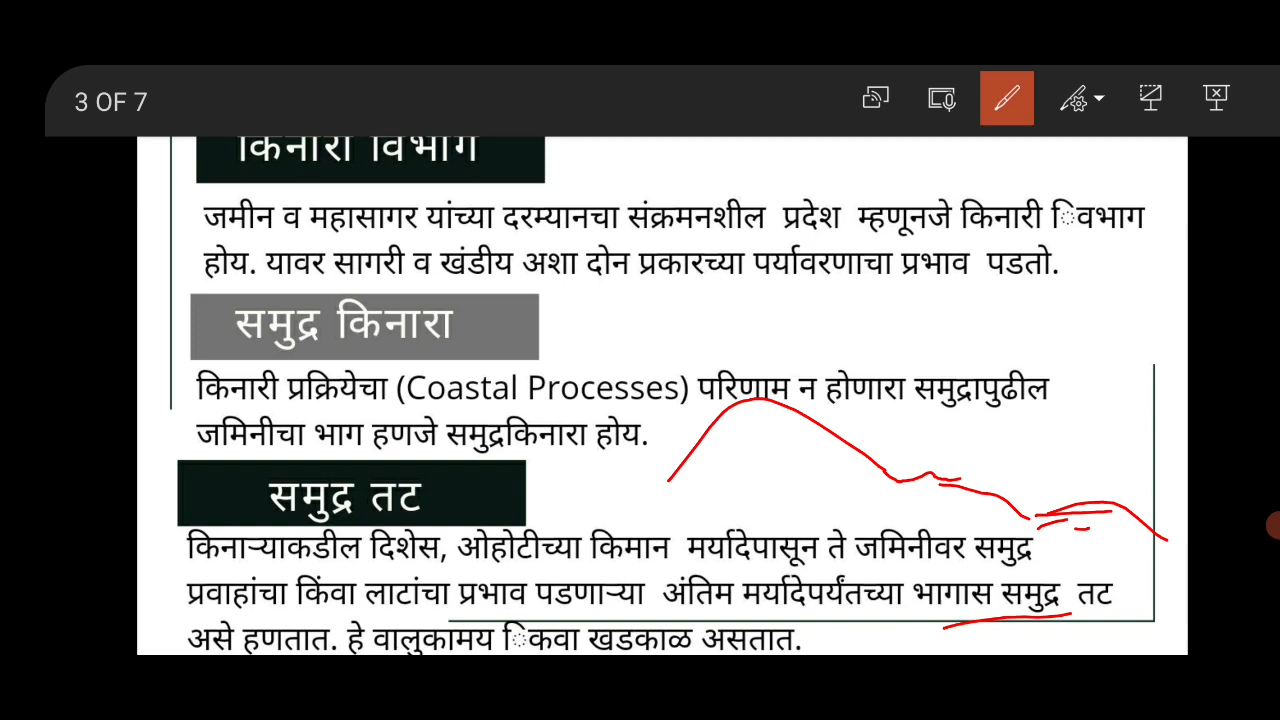 3 OF 7
किनारी विभाग
जमीन व महासागर यांच्या दरम्यानचा संक्रमनशील प्रदेश म्हणूनजे किनारी िवभाग
होय. यावर सागरी व खंडीय अशा दोन प्रकारच्या पर्यावरणाचा प्रभाव पडतो.
समुद्र किनारा
किनारी प्रक्रियेचा (Coastal Processes) परिणाम न होणारा समुद्रापुढील
जमिनीचा भाग हणजे समुद्रकिनारा होय.
समुद्र तट
किनाऱ्याकडील दिशेस, ओहोटीच्या किमान मर्यादेपासून ते जमिनीवर समुद्र
प्रवाहांचा किंवा लाटांचा प्रभाव पडणाऱ्या अंतिम मर्यादेपर्यंतच्या भागास समुद्र तट
असे हणतात. हे वालुकामय िकवा खडकाळ असतात.